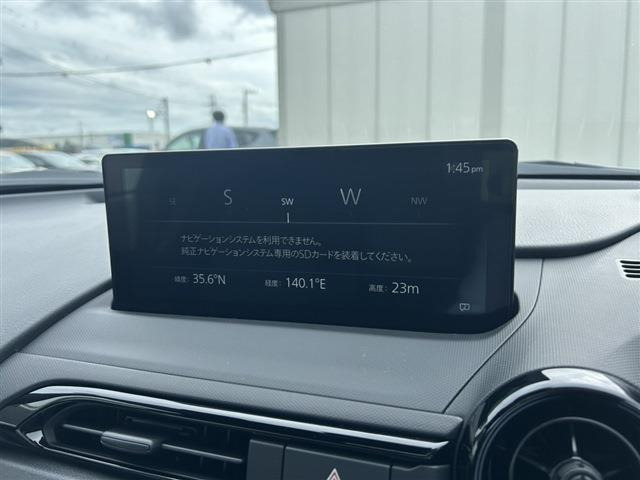 1:45pm
SE S SW W NW
ナビゲーションシステムを利用できません。
純正ナビゲーションシステム専用のSDカードを装着してください。
緯度: 35.6°N 経度: 140.1°E 高度: 23m